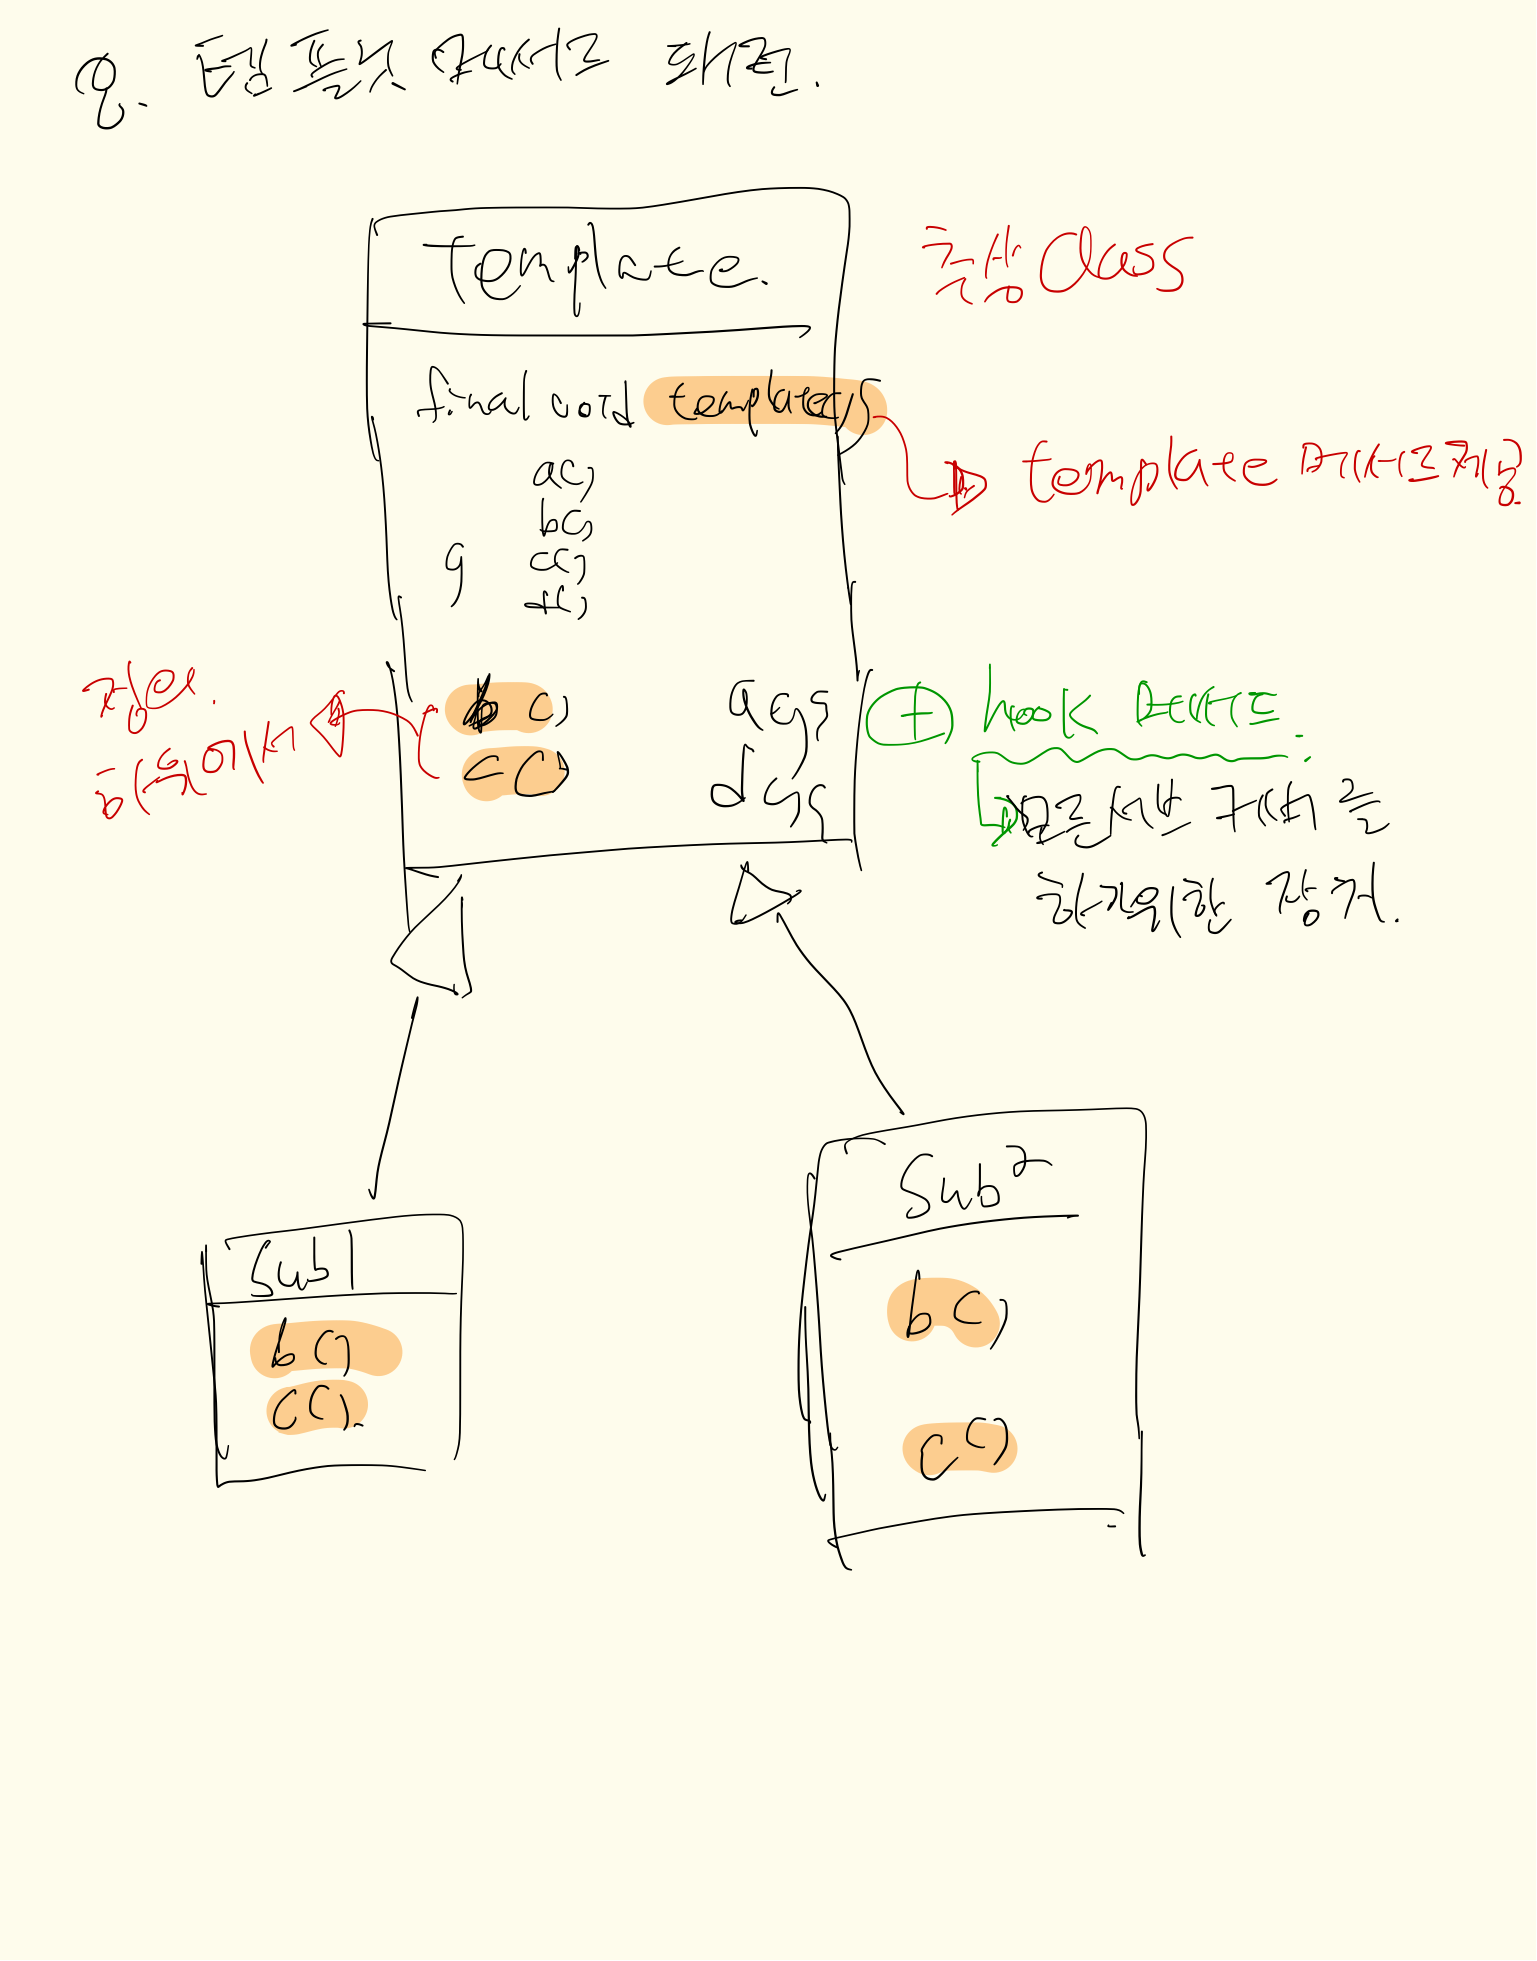 Q. 템플릿 메서드 패턴.
Template.
추상 Class
final void template() {
a()
b()
c()
d()
}
template 메서드 제공
정의.
하위에서
b()
c()
a() {}
d() {}
+ hook 메서드.
모든 서브 구현을
하기위한 장치.
Sub1
b()
c().
Sub2
b()
c()